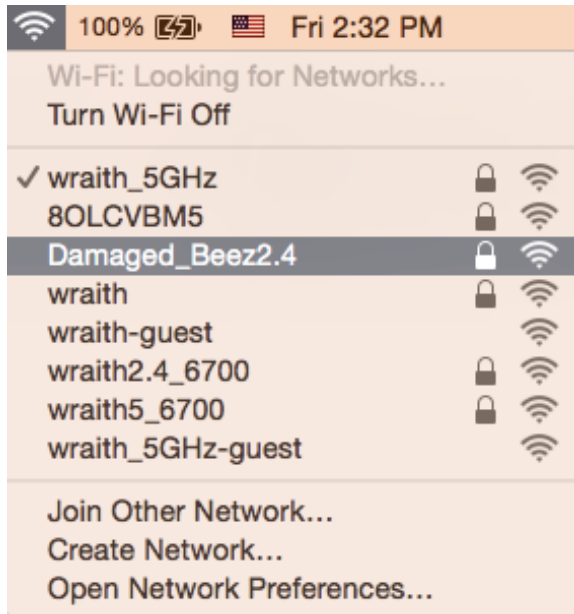 100% Fri 2:32 PM
Wi-Fi: Looking for Networks...
Turn Wi-Fi Off
wraith_5GHz
8OLCVBM5
Damaged_Beez2.4
wraith
wraith-guest
wraith2.4_6700
wraith5_6700
wraith_5GHz-guest
Join Other Network...
Create Network...
Open Network Preferences...